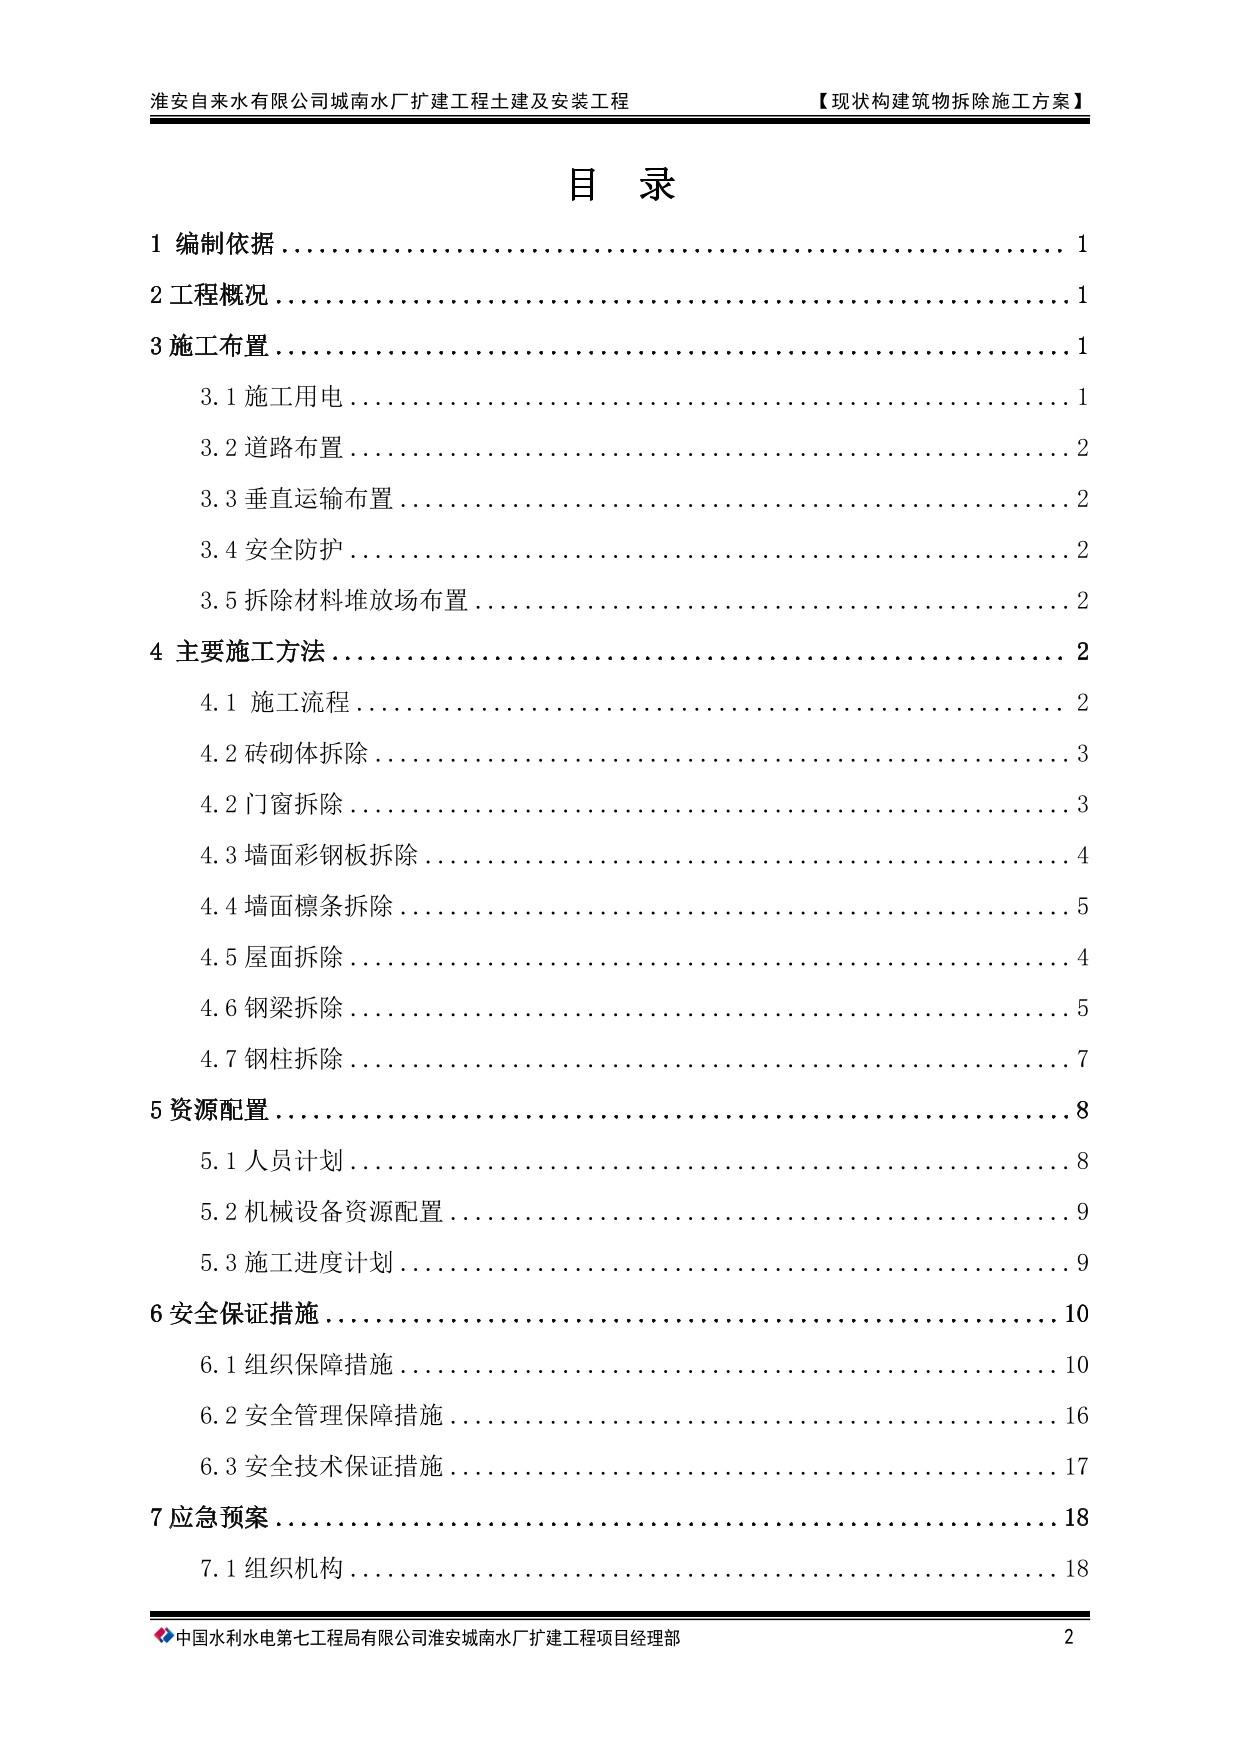 淮安自来水有限公司城南水厂扩建工程土建及安装工程 【现状构建筑物拆除施工方案】
目 录
1 编制依据 1
2 工程概况 1
3 施工布置 1
3.1 施工用电 1
3.2 道路布置 2
3.3 垂直运输布置 2
3.4 安全防护 2
3.5 拆除材料堆放场布置 2
4 主要施工方法 2
4.1 施工流程 2
4.2 砖砌体拆除 3
4.2 门窗拆除 3
4.3 墙面彩钢板拆除 4
4.4 墙面檩条拆除 5
4.5 屋面拆除 4
4.6 钢梁拆除 5
4.7 钢柱拆除 7
5 资源配置 8
5.1 人员计划 8
5.2 机械设备资源配置 9
5.3 施工进度计划 9
6 安全保证措施 10
6.1 组织保障措施 10
6.2 安全管理保障措施 16
6.3 安全技术保证措施 17
7 应急预案 18
7.1 组织机构 18
中国水利水电第七工程局有限公司淮安城南水厂扩建工程项目经理部 2